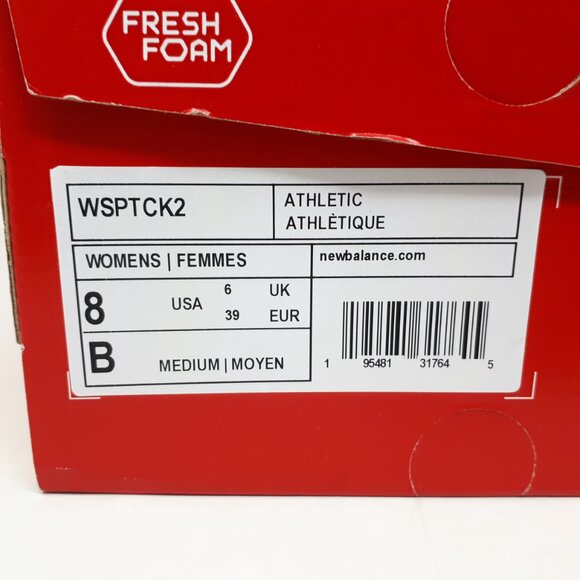 FRESH
FOAM
WSPTCK2
ATHLETIC
ATHLÈTIQUE
WOMENS | FEMMES
newbalance.com
8 USA 6 UK
39 EUR
B MEDIUM | MOYEN
1 95481 31764 5